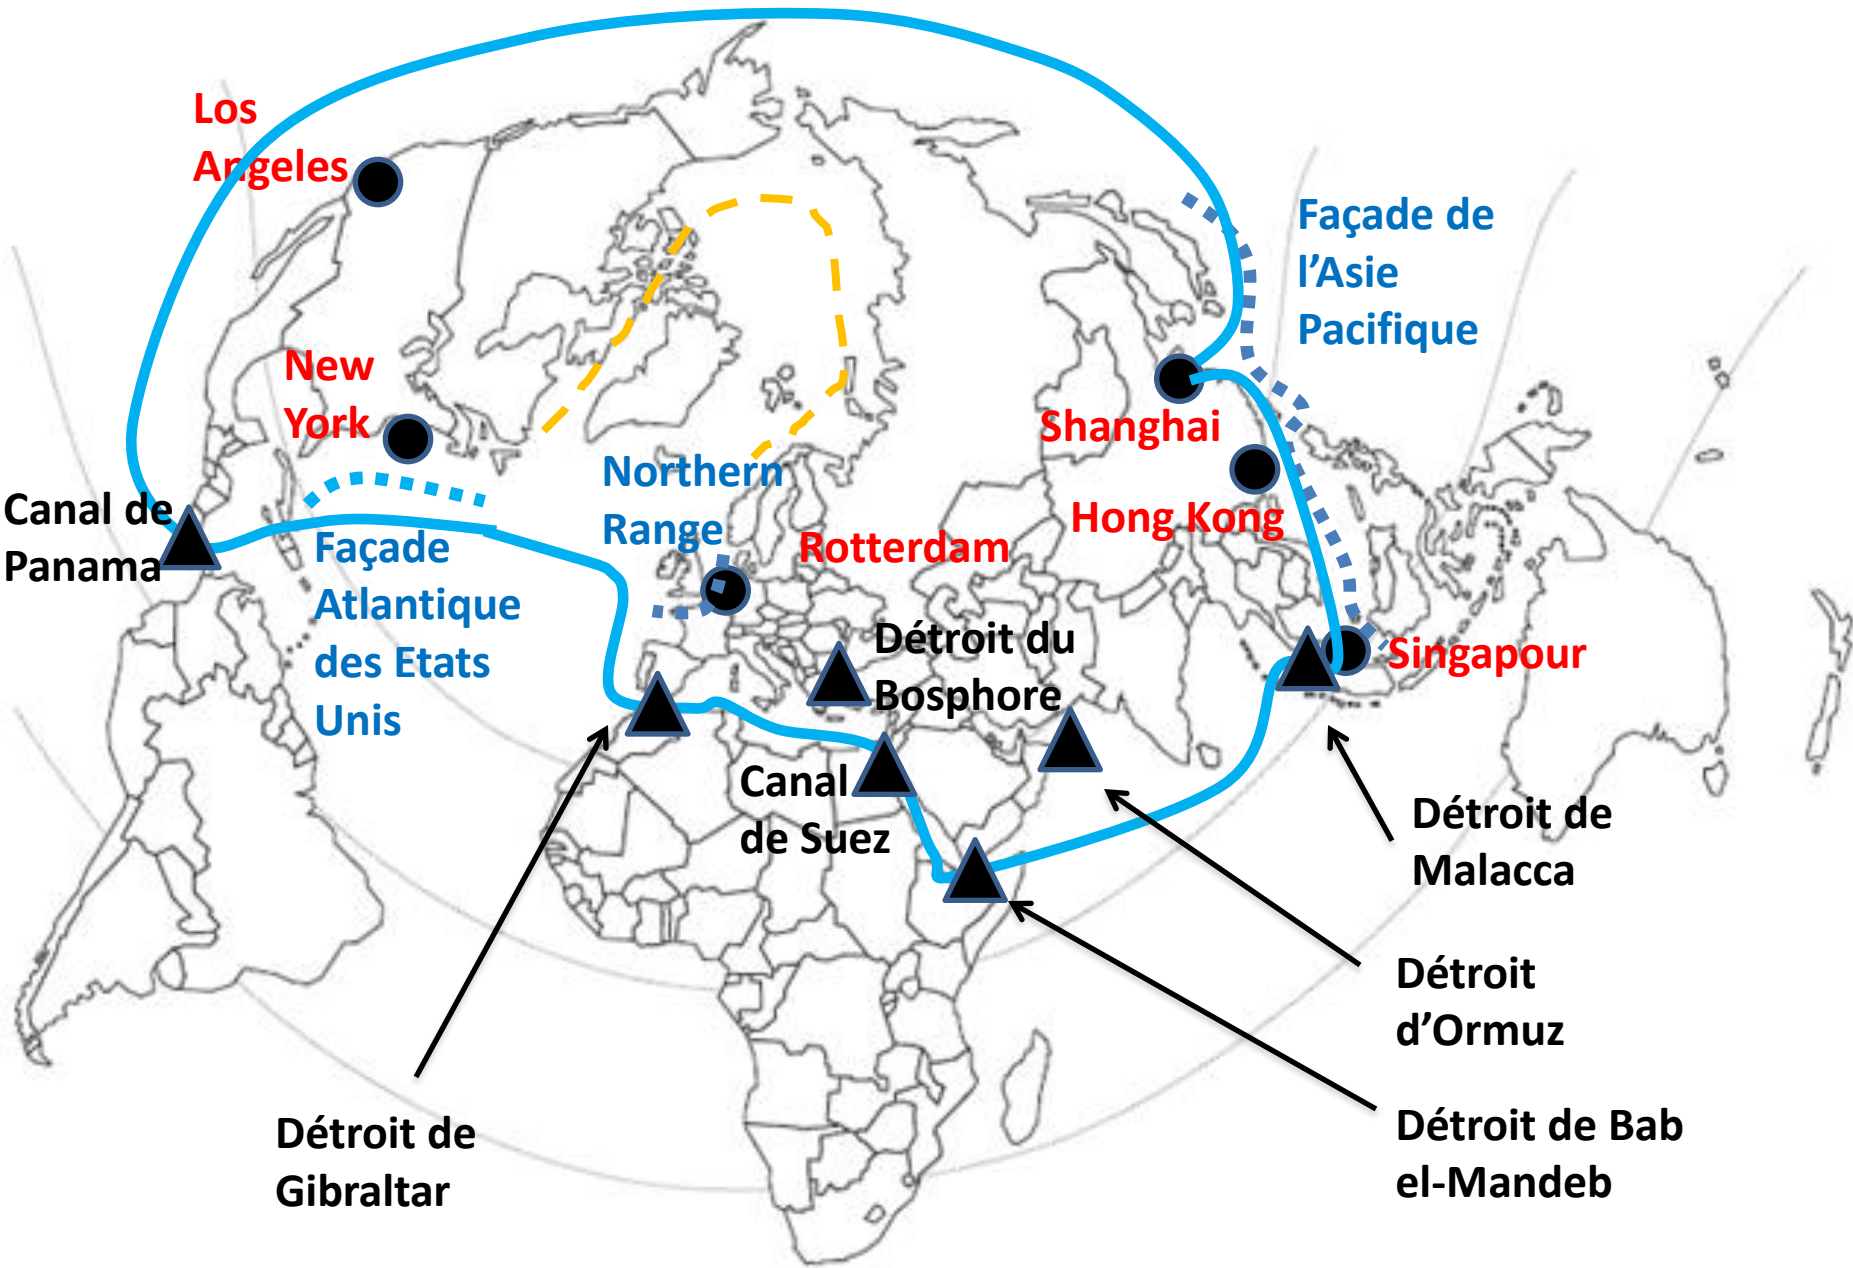 Los
Angeles
Façade de
l'Asie
Pacifique
New
York
Shanghai
Northern
Range
Canal de
Panama
Hong Kong
Rotterdam
Façade
Atlantique
des Etats
Unis
Détroit du
Bosphore
Singapour
Canal
de Suez
Détroit de
Malacca
Détroit
d'Ormuz
Détroit de
Gibraltar
Détroit de Bab
el-Mandeb